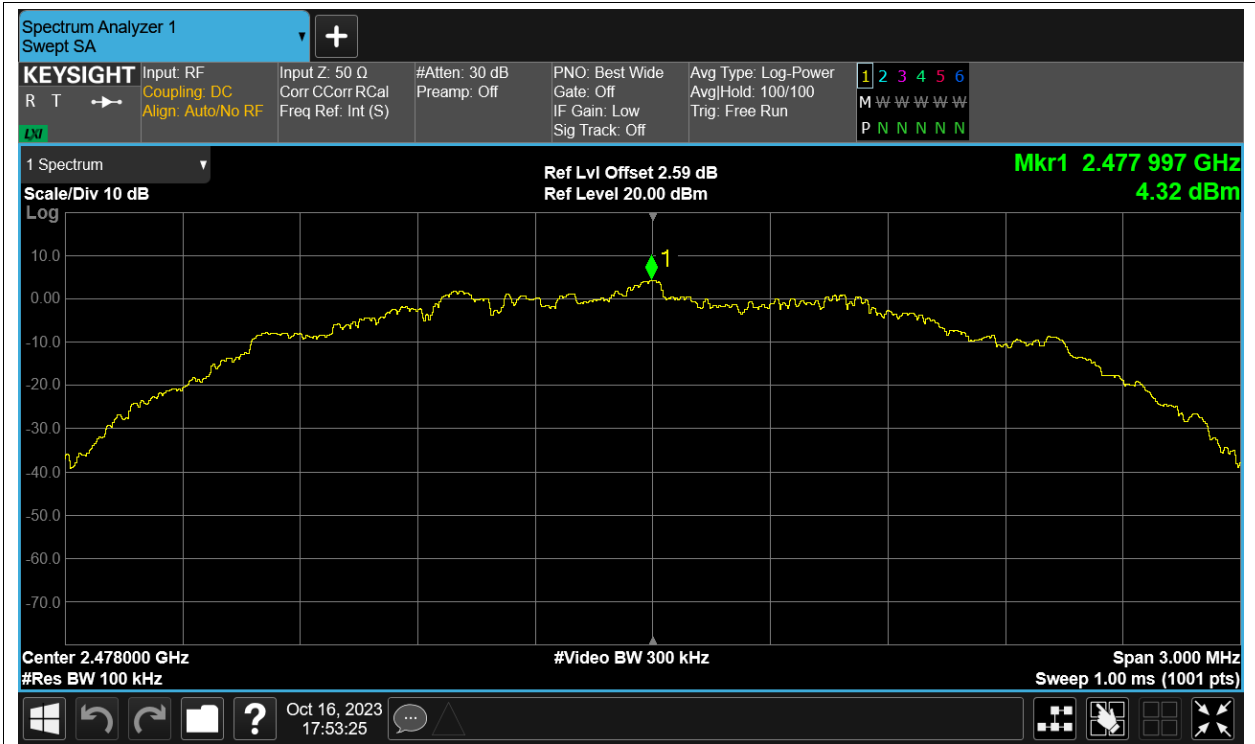 Spectrum Analyzer 1
Swept SA
KEYSIGHT
R T
LXI
Input: RF
Coupling: DC
Align: Auto/No RF
Input Z: 50 Ω
Corr CCorr RCal
Freq Ref: Int (S)
#Atten: 30 dB
Preamp: Off
PNO: Best Wide
Gate: Off
IF Gain: Low
Sig Track: Off
Avg Type: Log-Power
Avg|Hold: 100/100
Trig: Free Run
1 2 3 4 5 6
M W W W W W
P N N N N N
1 Spectrum
Scale/Div 10 dB
Log
Ref Lvl Offset 2.59 dB
Ref Level 20.00 dBm
Mkr1 2.477 997 GHz
4.32 dBm
1
10.0
0.00
-10.0
-20.0
-30.0
-40.0
-50.0
-60.0
-70.0
Center 2.478000 GHz
#Res BW 100 kHz
#Video BW 300 kHz
Span 3.000 MHz
Sweep 1.00 ms (1001 pts)
?
Oct 16, 2023
17:53:25